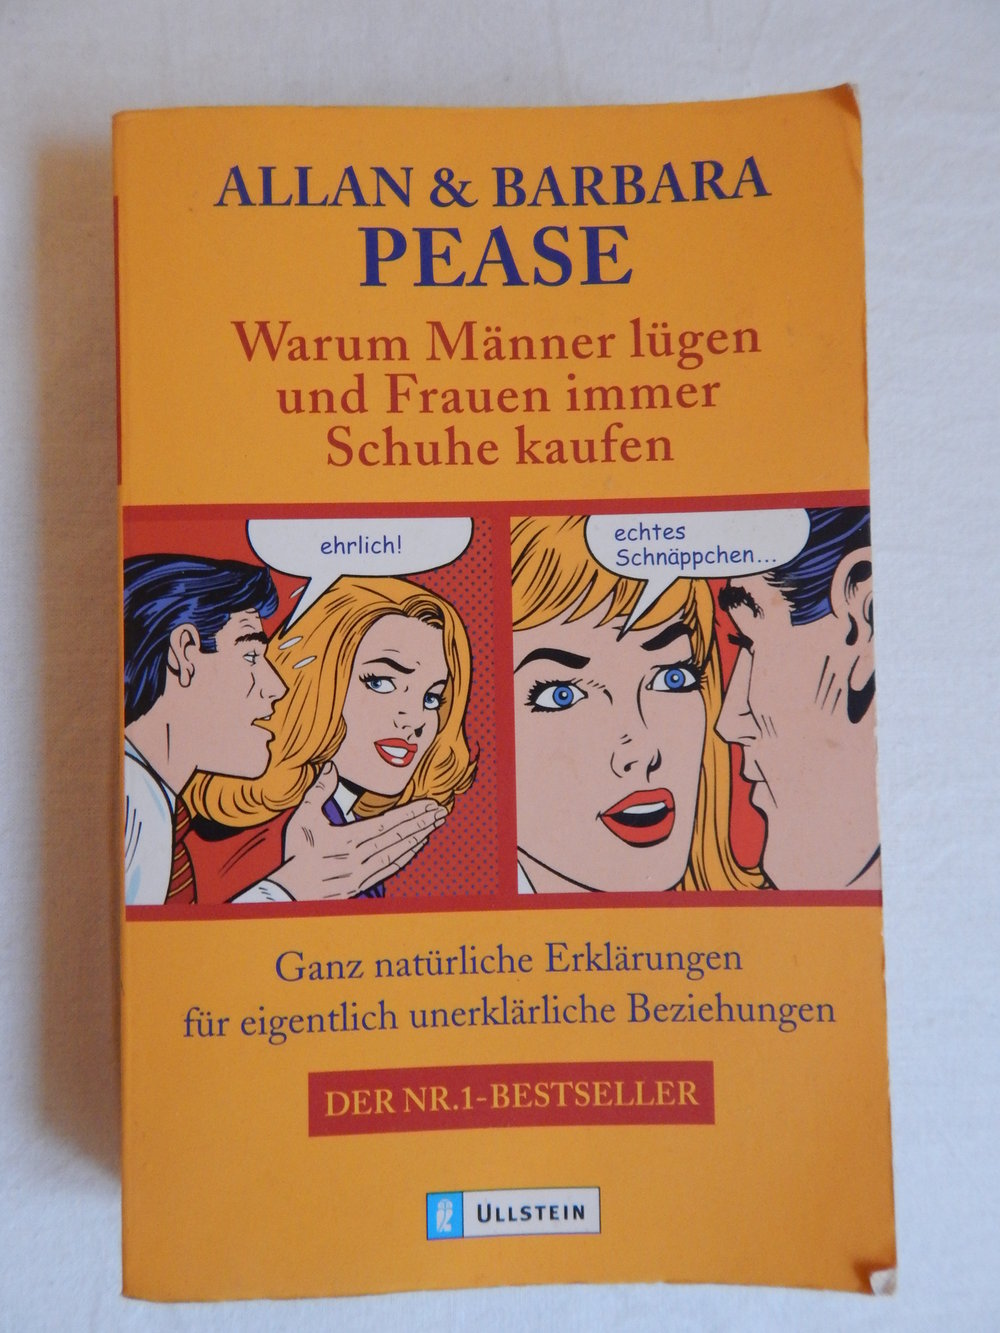 ALLAN & BARBARA
PEASE
Warum Männer lügen
und Frauen immer
Schuhe kaufen
ehrlich!
echtes
Schnäppchen...
Ganz natürliche Erklärungen
für eigentlich unerklärliche Beziehungen
DER NR.1-BESTSELLER
ULLSTEIN